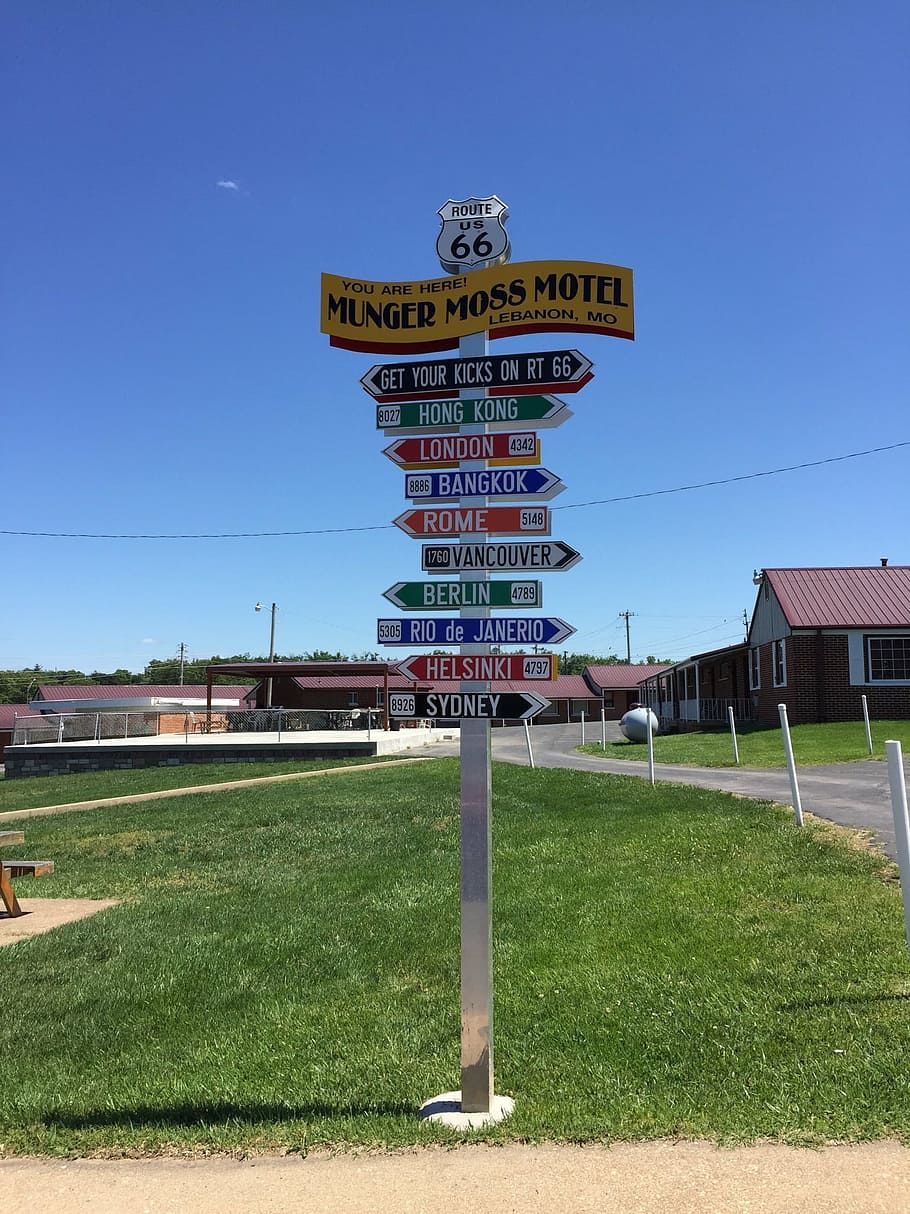 ROUTE
US
66
YOU ARE HERE!
MUNGER MOSS MOTEL
LEBANON, MO
GET YOUR KICKS ON RT 66
8027 HONG KONG
LONDON 4342
8886 BANGKOK
ROME 5148
1760 VANCOUVER
BERLIN 4789
5305 RIO de JANERIO
HELSINKI 4797
8926 SYDNEY